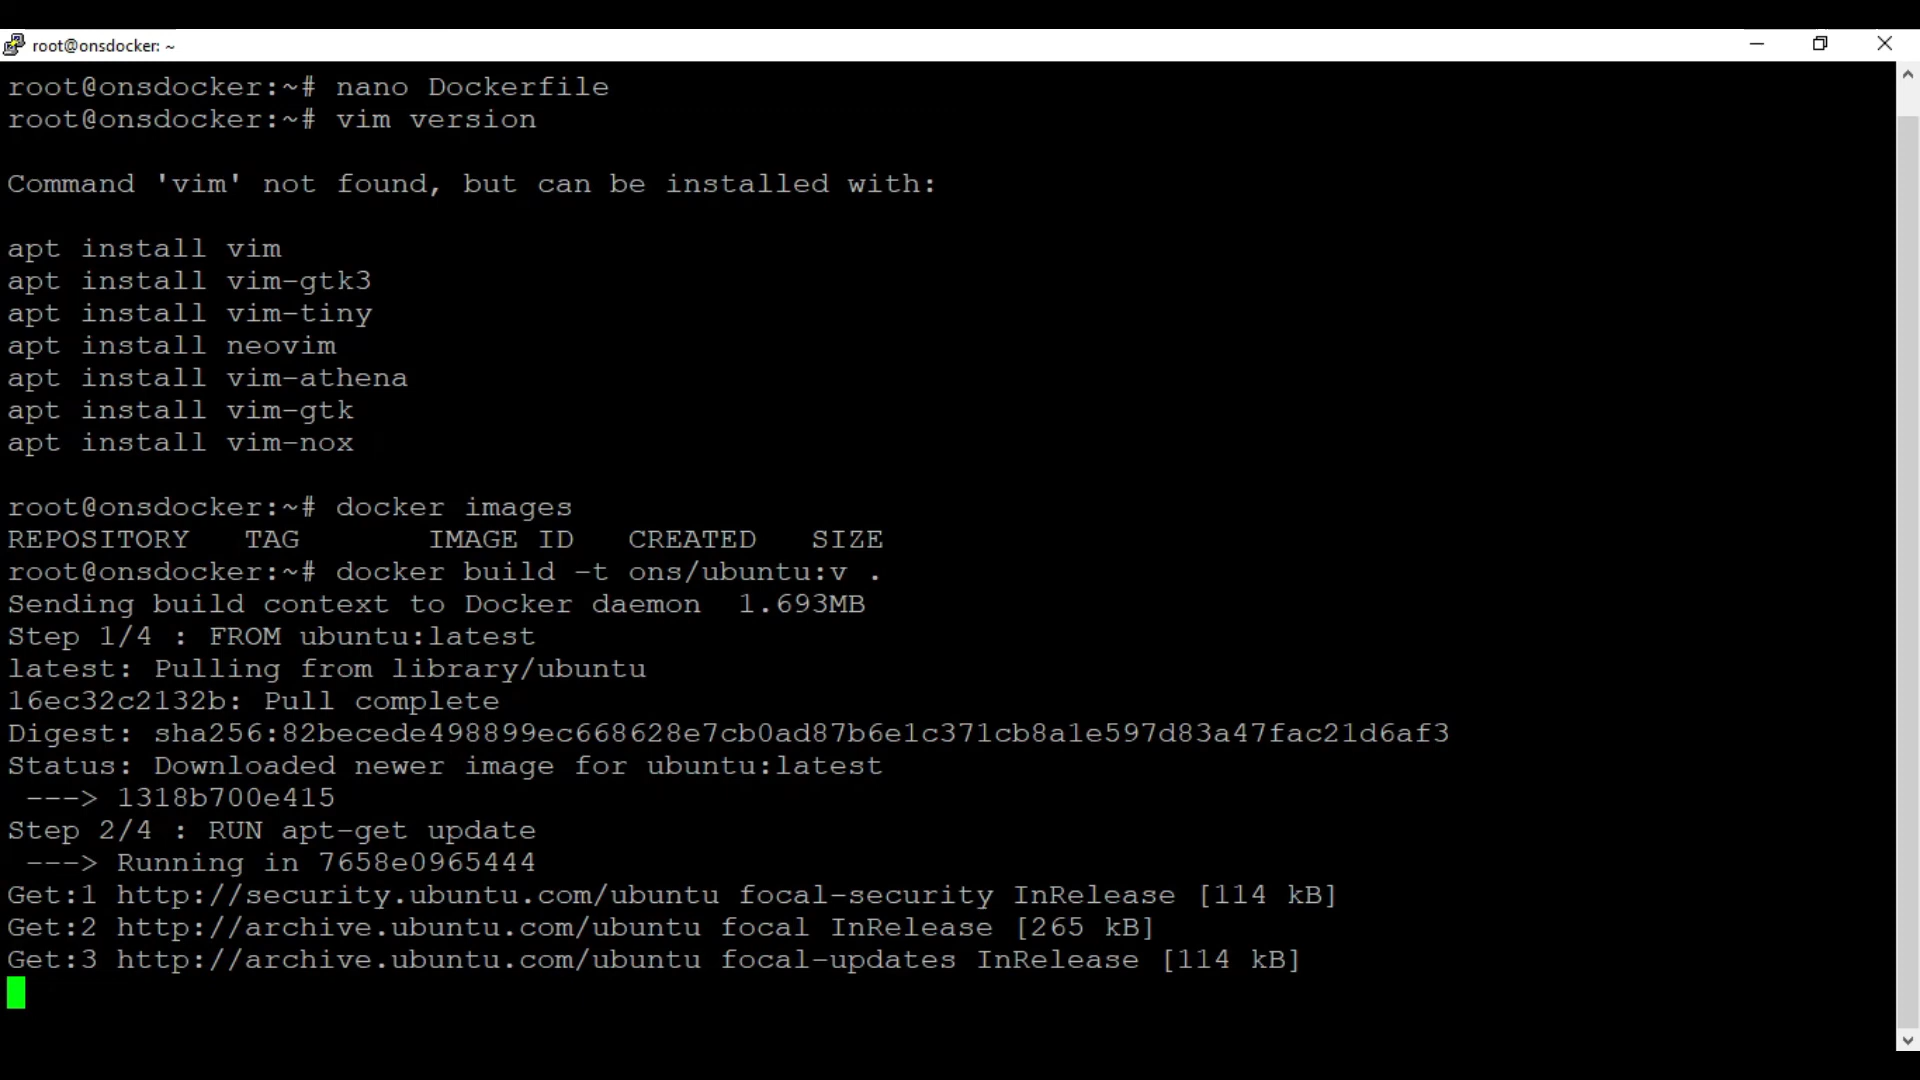 root@onsdocker: ~
root@onsdocker:~# nano Dockerfile
root@onsdocker:~# vim version
Command 'vim' not found, but can be installed with:
apt install vim
apt install vim-gtk3
apt install vim-tiny
apt install neovim
apt install vim-athena
apt install vim-gtk
apt install vim-nox
root@onsdocker:~# docker images
REPOSITORY   TAG       IMAGE ID   CREATED   SIZE
root@onsdocker:~# docker build -t ons/ubuntu:v .
Sending build context to Docker daemon  1.693MB
Step 1/4 : FROM ubuntu:latest
latest: Pulling from library/ubuntu
16ec32c2132b: Pull complete
Digest: sha256:82becede498899ec668628e7cb0ad87b6e1c371cb8a1e597d83a47fac21d6af3
Status: Downloaded newer image for ubuntu:latest
 ---> 1318b700e415
Step 2/4 : RUN apt-get update
 ---> Running in 7658e0965444
Get:1 http://security.ubuntu.com/ubuntu focal-security InRelease [114 kB]
Get:2 http://archive.ubuntu.com/ubuntu focal InRelease [265 kB]
Get:3 http://archive.ubuntu.com/ubuntu focal-updates InRelease [114 kB]